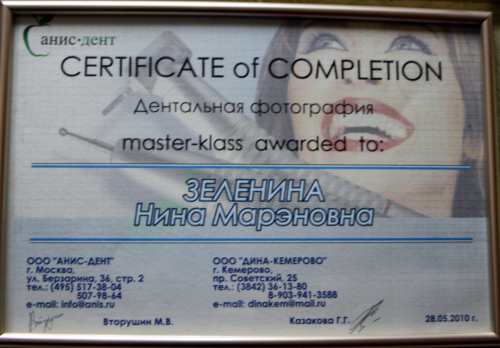 анис·дент
CERTIFICATE of COMPLETION
Дентальная фотография
master-klass awarded to:
ЗЕЛЕНИНА
Нина Марэновна
ООО "АНИС-ДЕНТ"
г. Москва,
ул. Берзарина, 36, стр. 2
тел.: (495) 517-38-04
507-98-64
e-mail: info@anis.ru
ООО "ДИНА-КЕМЕРОВО"
г. Кемерово,
пр. Советский, 25
тел.: (3842) 36-13-80
8-903-941-3588
e-mail: dinakem@mail.ru
Вторушин М.В.
Казакова Г.Г.
28.05.2010 г.